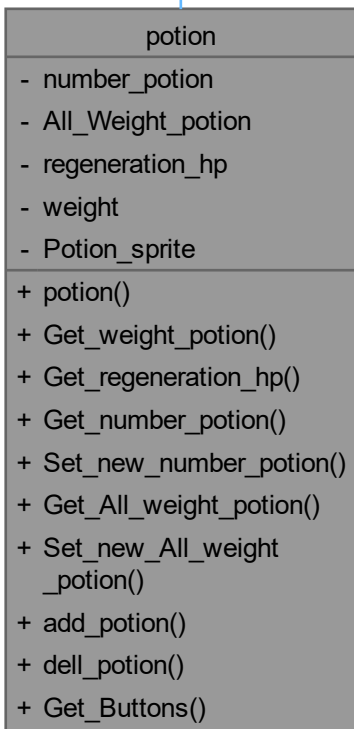 potion
- number_potion
- All_Weight_potion
- regeneration_hp
- weight
- Potion_sprite
+ potion()
+ Get_weight_potion()
+ Get_regeneration_hp()
+ Get_number_potion()
+ Set_new_number_potion()
+ Get_All_weight_potion()
+ Set_new_All_weight
_potion()
+ add_potion()
+ dell_potion()
+ Get_Buttons()